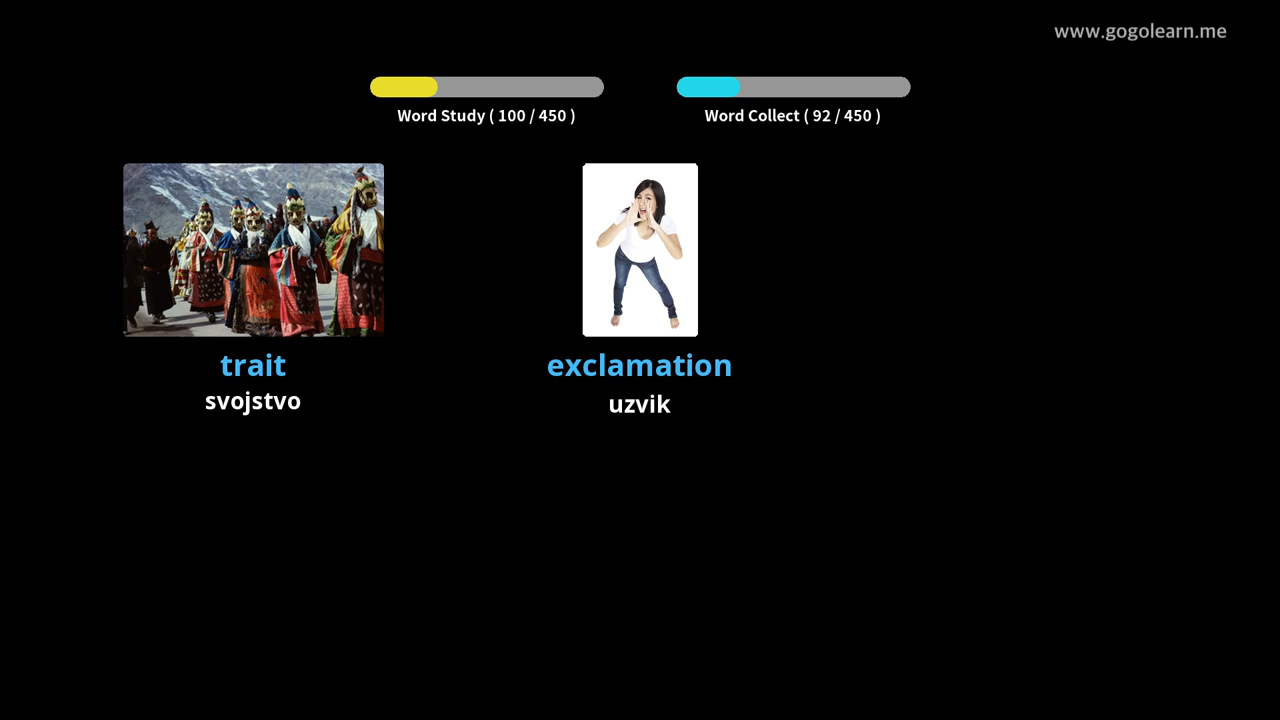 www.gogolearn.me
Word Study ( 100 / 450 )
Word Collect ( 92 / 450 )
trait
svojstvo
exclamation
uzvik